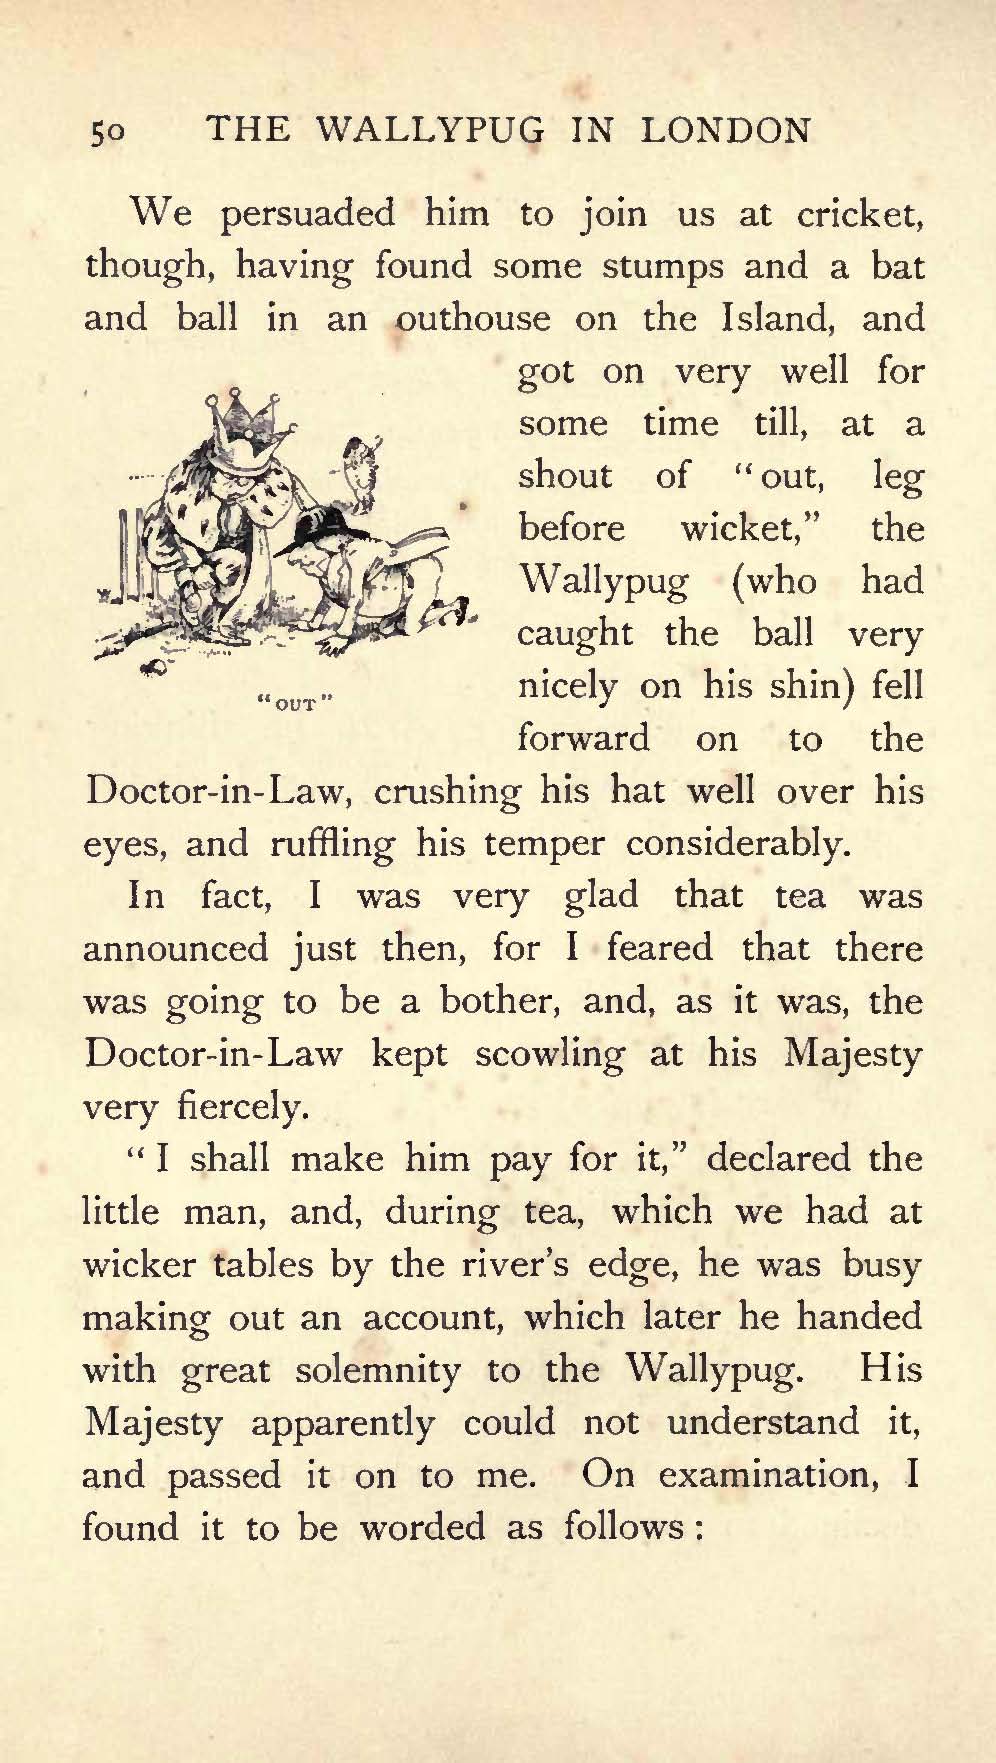 50 THE WALLYPUG IN LONDON
We persuaded him to join us at cricket,
though, having found some stumps and a bat
and ball in an outhouse on the Island, and
got on very well for
some time till, at a
shout of “out, leg
before wicket,” the
Wallypug (who had
caught the ball very
nicely on his shin) fell
forward on to the
“OUT”
Doctor-in-Law, crushing his hat well over his
eyes, and ruffling his temper considerably.
In fact, I was very glad that tea was
announced just then, for I feared that there
was going to be a bother, and, as it was, the
Doctor-in-Law kept scowling at his Majesty
very fiercely.
“I shall make him pay for it,” declared the
little man, and, during tea, which we had at
wicker tables by the river’s edge, he was busy
making out an account, which later he handed
with great solemnity to the Wallypug. His
Majesty apparently could not understand it,
and passed it on to me. On examination, I
found it to be worded as follows :